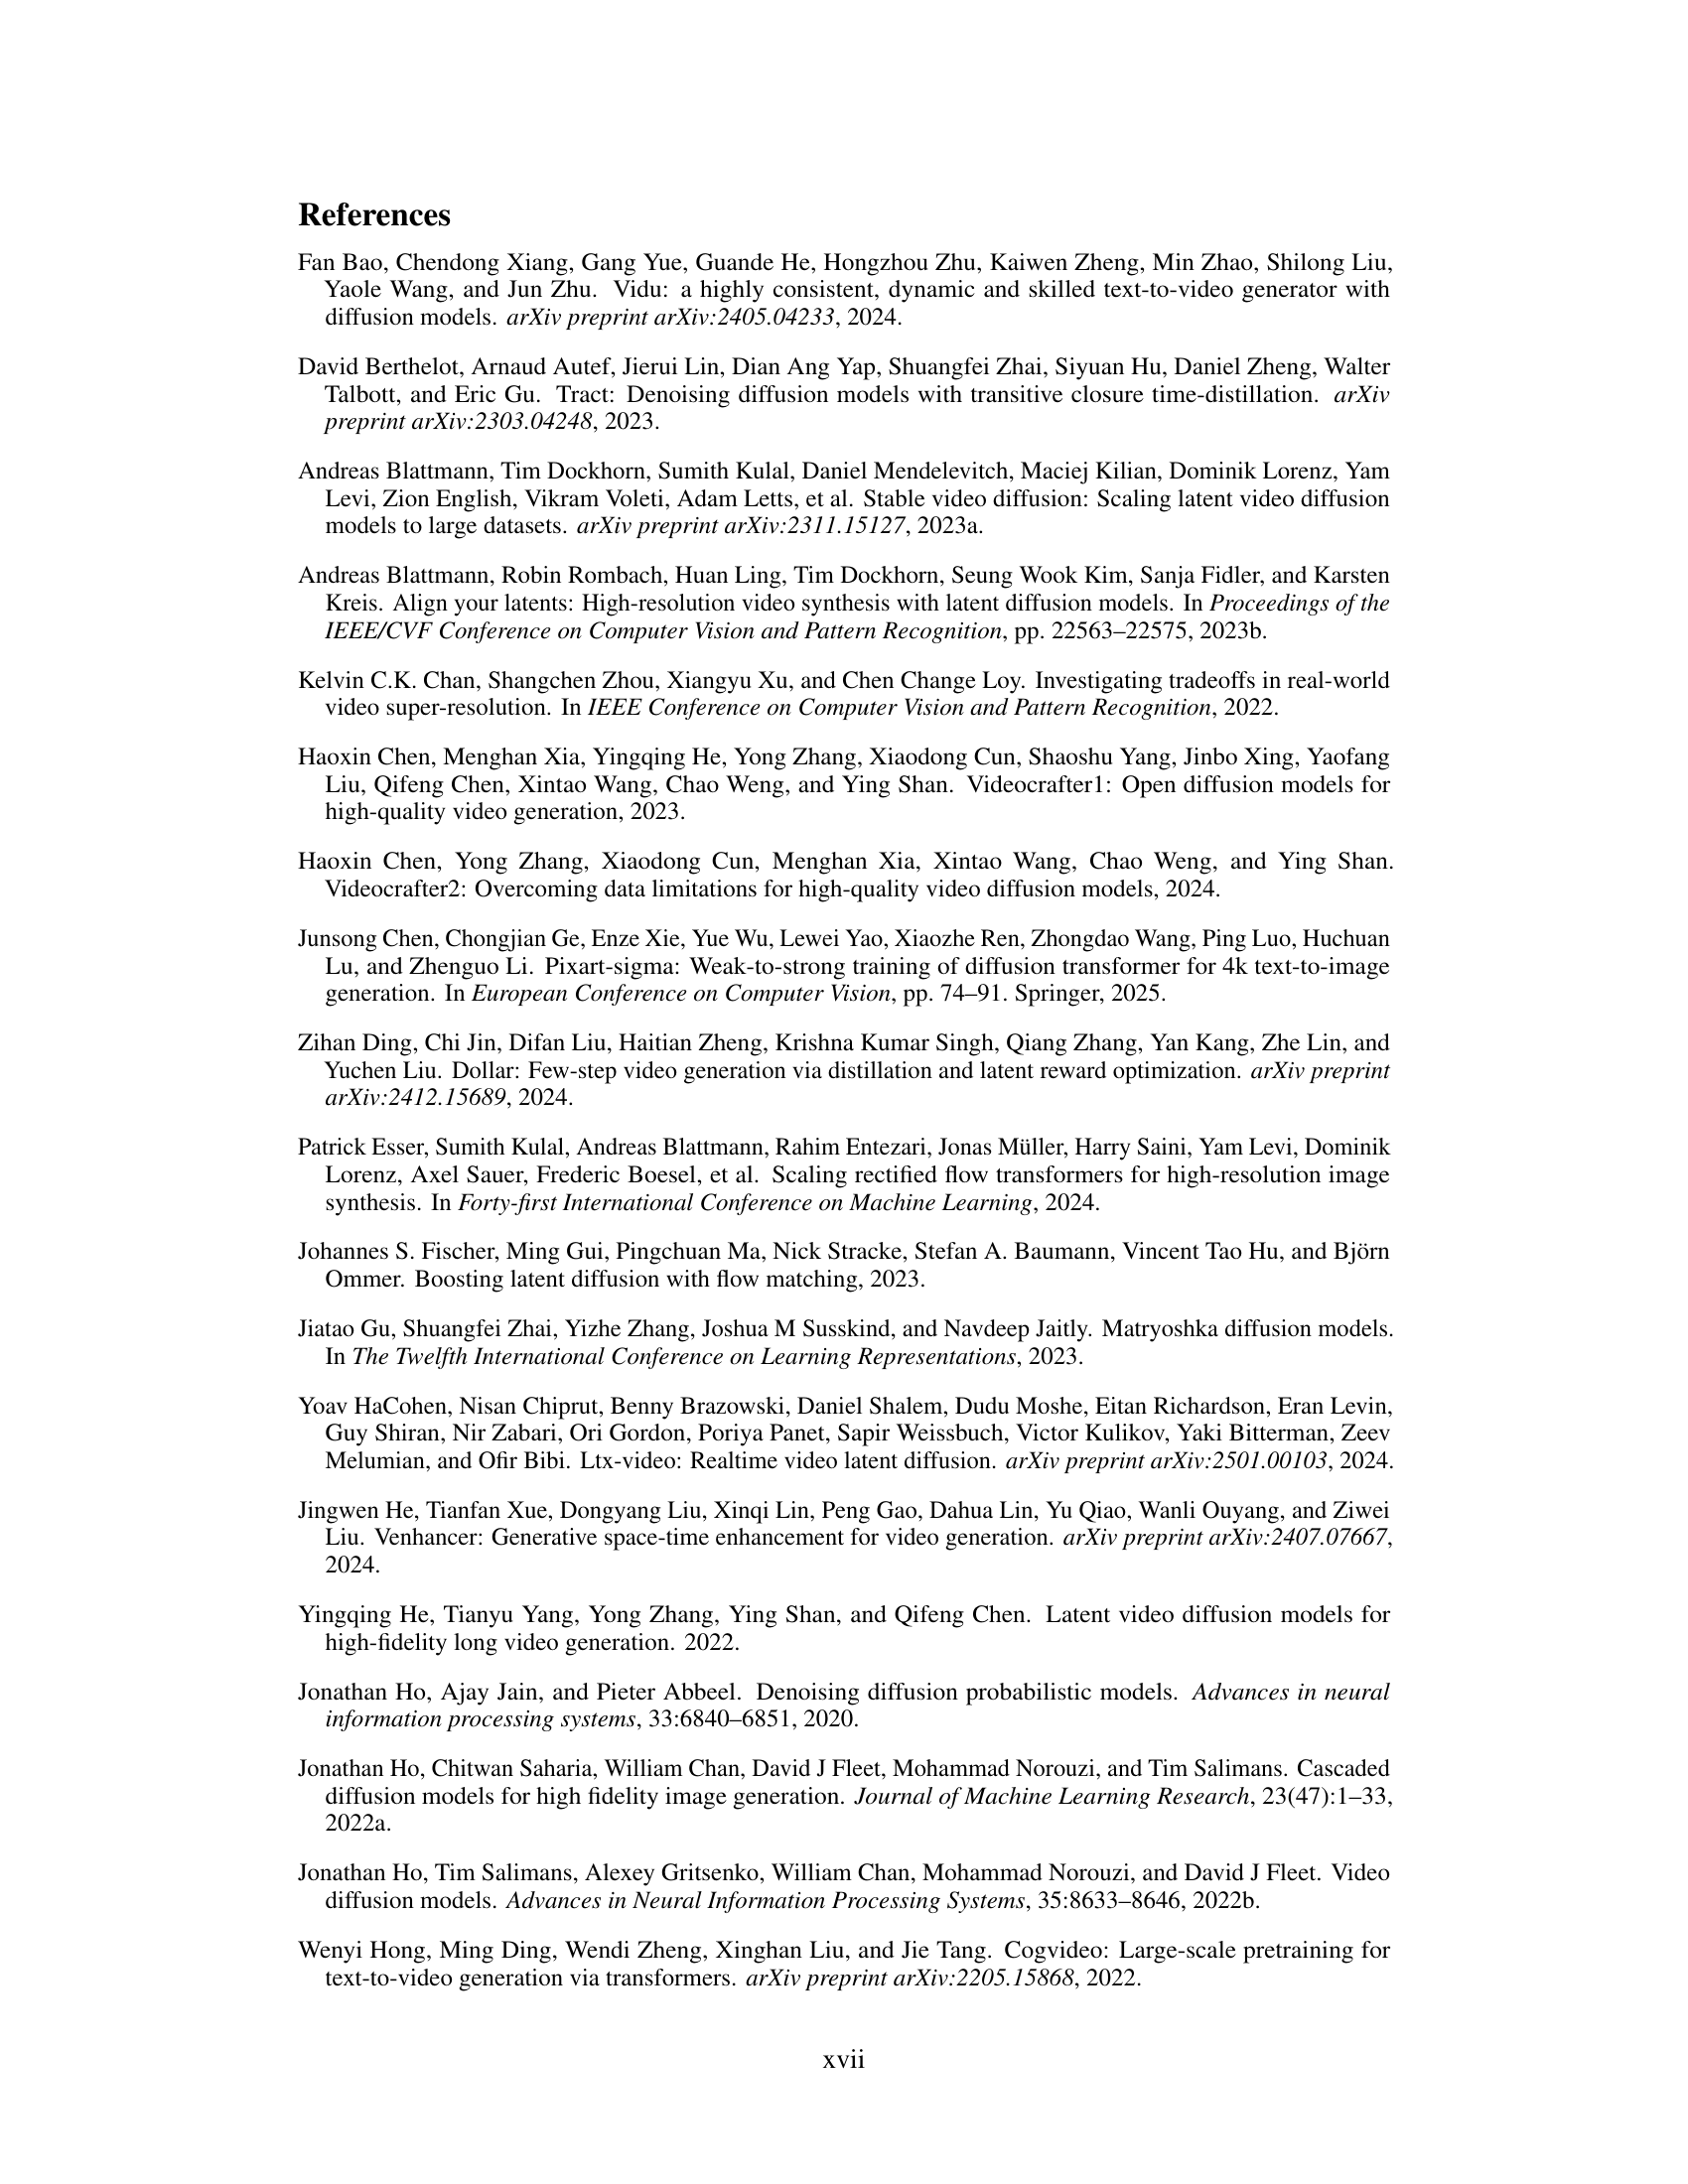 References
Fan Bao, Chendong Xiang, Gang Yue, Guande He, Hongzhou Zhu, Kaiwen Zheng, Min Zhao, Shilong Liu,
Yaole Wang, and Jun Zhu. Vidu: a highly consistent, dynamic and skilled text-to-video generator with
diffusion models. arXiv preprint arXiv:2405.04233, 2024.
David Berthelot, Arnaud Autef, Jierui Lin, Dian Ang Yap, Shuangfei Zhai, Siyuan Hu, Daniel Zheng, Walter
Talbott, and Eric Gu. Tract: Denoising diffusion models with transitive closure time-distillation. arXiv
preprint arXiv:2303.04248, 2023.
Andreas Blattmann, Tim Dockhorn, Sumith Kulal, Daniel Mendelevitch, Maciej Kilian, Dominik Lorenz, Yam
Levi, Zion English, Vikram Voleti, Adam Letts, et al. Stable video diffusion: Scaling latent video diffusion
models to large datasets. arXiv preprint arXiv:2311.15127, 2023a.
Andreas Blattmann, Robin Rombach, Huan Ling, Tim Dockhorn, Seung Wook Kim, Sanja Fidler, and Karsten
Kreis. Align your latents: High-resolution video synthesis with latent diffusion models. In Proceedings of the
IEEE/CVF Conference on Computer Vision and Pattern Recognition, pp. 22563–22575, 2023b.
Kelvin C.K. Chan, Shangchen Zhou, Xiangyu Xu, and Chen Change Loy. Investigating tradeoffs in real-world
video super-resolution. In IEEE Conference on Computer Vision and Pattern Recognition, 2022.
Haoxin Chen, Menghan Xia, Yingqing He, Yong Zhang, Xiaodong Cun, Shaoshu Yang, Jinbo Xing, Yaofang
Liu, Qifeng Chen, Xintao Wang, Chao Weng, and Ying Shan. Videocrafter1: Open diffusion models for
high-quality video generation, 2023.
Haoxin Chen, Yong Zhang, Xiaodong Cun, Menghan Xia, Xintao Wang, Chao Weng, and Ying Shan.
Videocrafter2: Overcoming data limitations for high-quality video diffusion models, 2024.
Junsong Chen, Chongjian Ge, Enze Xie, Yue Wu, Lewei Yao, Xiaozhe Ren, Zhongdao Wang, Ping Luo, Huchuan
Lu, and Zhenguo Li. Pixart-sigma: Weak-to-strong training of diffusion transformer for 4k text-to-image
generation. In European Conference on Computer Vision, pp. 74–91. Springer, 2025.
Zihan Ding, Chi Jin, Difan Liu, Haitian Zheng, Krishna Kumar Singh, Qiang Zhang, Yan Kang, Zhe Lin, and
Yuchen Liu. Dollar: Few-step video generation via distillation and latent reward optimization. arXiv preprint
arXiv:2412.15689, 2024.
Patrick Esser, Sumith Kulal, Andreas Blattmann, Rahim Entezari, Jonas Müller, Harry Saini, Yam Levi, Dominik
Lorenz, Axel Sauer, Frederic Boesel, et al. Scaling rectified flow transformers for high-resolution image
synthesis. In Forty-first International Conference on Machine Learning, 2024.
Johannes S. Fischer, Ming Gui, Pingchuan Ma, Nick Stracke, Stefan A. Baumann, Vincent Tao Hu, and Björn
Ommer. Boosting latent diffusion with flow matching, 2023.
Jiatao Gu, Shuangfei Zhai, Yizhe Zhang, Joshua M Susskind, and Navdeep Jaitly. Matryoshka diffusion models.
In The Twelfth International Conference on Learning Representations, 2023.
Yoav HaCohen, Nisan Chiprut, Benny Brazowski, Daniel Shalem, Dudu Moshe, Eitan Richardson, Eran Levin,
Guy Shiran, Nir Zabari, Ori Gordon, Poriya Panet, Sapir Weissbuch, Victor Kulikov, Yaki Bitterman, Zeev
Melumian, and Ofir Bibi. Ltx-video: Realtime video latent diffusion. arXiv preprint arXiv:2501.00103, 2024.
Jingwen He, Tianfan Xue, Dongyang Liu, Xinqi Lin, Peng Gao, Dahua Lin, Yu Qiao, Wanli Ouyang, and Ziwei
Liu. Venhancer: Generative space-time enhancement for video generation. arXiv preprint arXiv:2407.07667,
2024.
Yingqing He, Tianyu Yang, Yong Zhang, Ying Shan, and Qifeng Chen. Latent video diffusion models for
high-fidelity long video generation. 2022.
Jonathan Ho, Ajay Jain, and Pieter Abbeel. Denoising diffusion probabilistic models. Advances in neural
information processing systems, 33:6840–6851, 2020.
Jonathan Ho, Chitwan Saharia, William Chan, David J Fleet, Mohammad Norouzi, and Tim Salimans. Cascaded
diffusion models for high fidelity image generation. Journal of Machine Learning Research, 23(47):1–33,
2022a.
Jonathan Ho, Tim Salimans, Alexey Gritsenko, William Chan, Mohammad Norouzi, and David J Fleet. Video
diffusion models. Advances in Neural Information Processing Systems, 35:8633–8646, 2022b.
Wenyi Hong, Ming Ding, Wendi Zheng, Xinghan Liu, and Jie Tang. Cogvideo: Large-scale pretraining for
text-to-video generation via transformers. arXiv preprint arXiv:2205.15868, 2022.
xvii